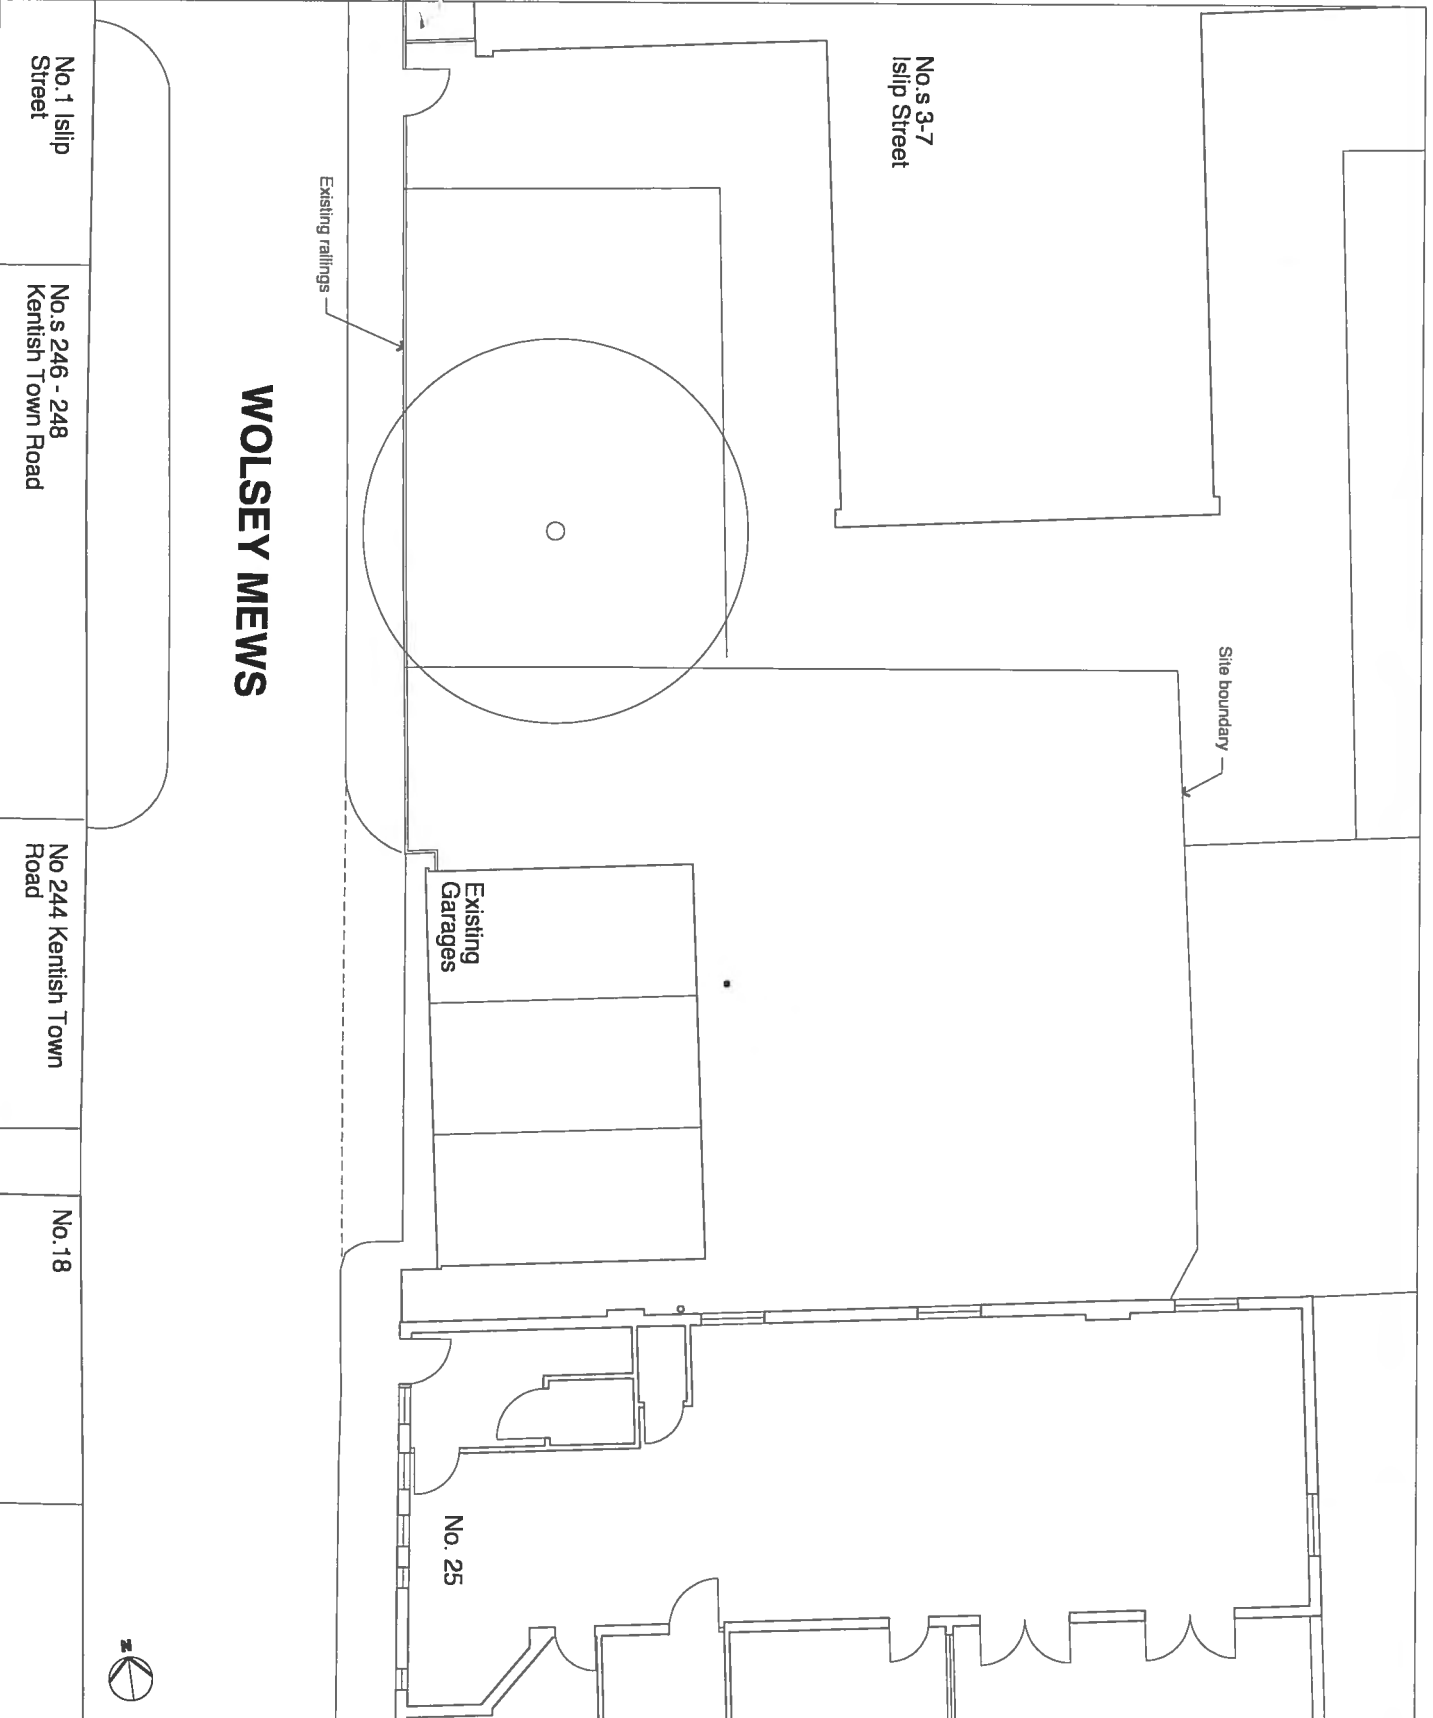 No.s 3-7
Islip Street
Site boundary
Existing railings
WOLSEY MEWS
Existing
Garages
No. 25
No.1 Islip
Street
No.s 246 - 248
Kentish Town Road
No 244 Kentish Town
Road
No.18
N